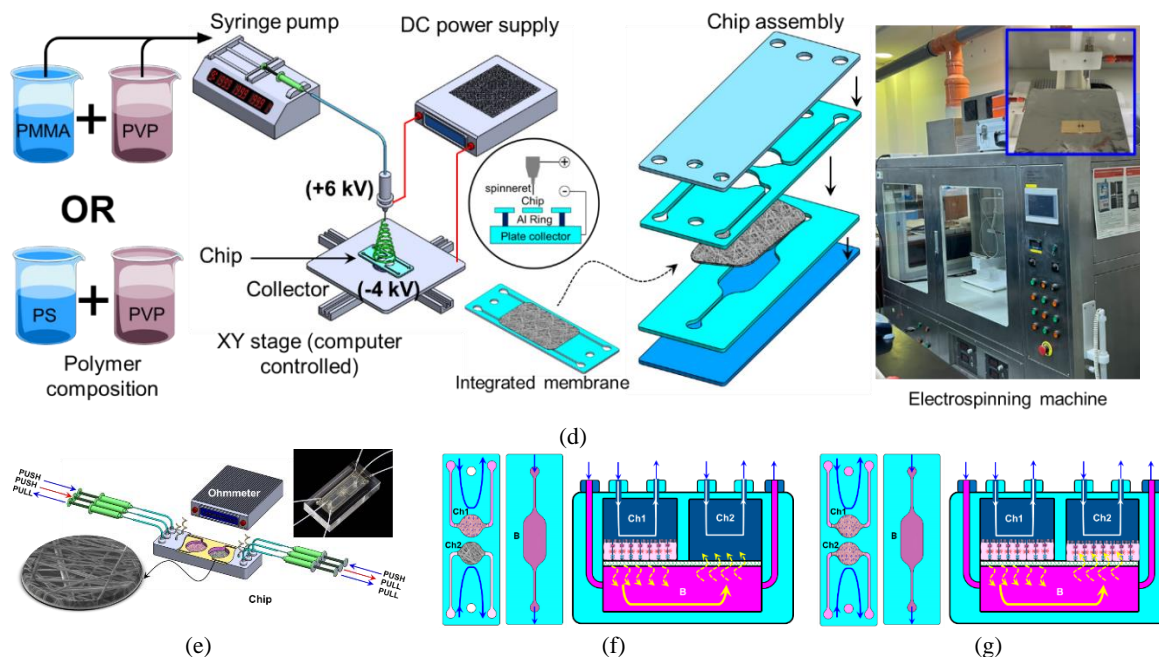 Syringe pump
DC power supply
Chip assembly
PMMA
+
PVP
OR
PS
+
PVP
Polymer
composition
(+6 kV)
Chip
Collector
(-4 kV)
XY stage (computer
controlled)
spinneret
+
Chip
−
Al Ring
Plate collector
Integrated membrane
Electrospinning machine
(d)
PUSH
PUSH
PULL
Ohmmeter
PUSH
PULL
PULL
Chip
(e)
Ch1
Ch2
B
Ch1
Ch2
B
(f)
Ch1
Ch2
B
Ch1
Ch2
B
(g)